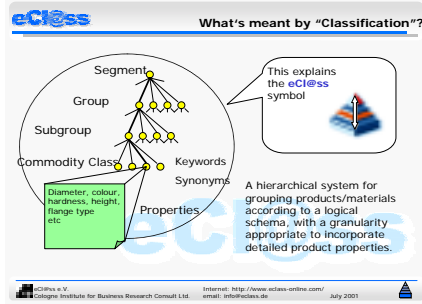 eCl@ss
What's meant by "Classification"?
Segment
Group
Subgroup
Commodity Class
Keywords
Synonyms
Properties
Diameter, colour,
hardness, height,
flange type
etc
This explains
the eCl@ss
symbol
A hierarchical system for
grouping products/materials
according to a logical
schema, with a granularity
appropriate to incorporate
detailed product properties.
eCl@ss
eCl@ss e.V.
Cologne Institute for Business Research Consult Ltd.
Internet: http://www.eclass-online.com/
email: info@eclass.de
July 2001